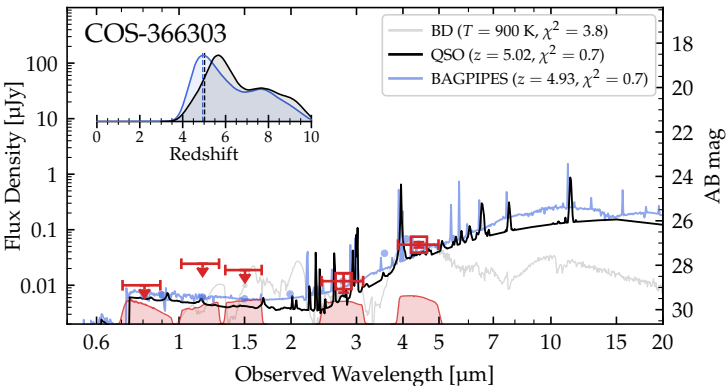 COS-366303
BD (T = 900 K, χ² = 3.8)
QSO (z = 5.02, χ² = 0.7)
BAGPIPES (z = 4.93, χ² = 0.7)
Flux Density [μJy]
100
10
1
0.1
0.01
0 2 4 6 8 10
Redshift
18
20
22
24
26
28
30
AB mag
0.6 1 1.5 2 3 4 5 7 10 15 20
Observed Wavelength [μm]